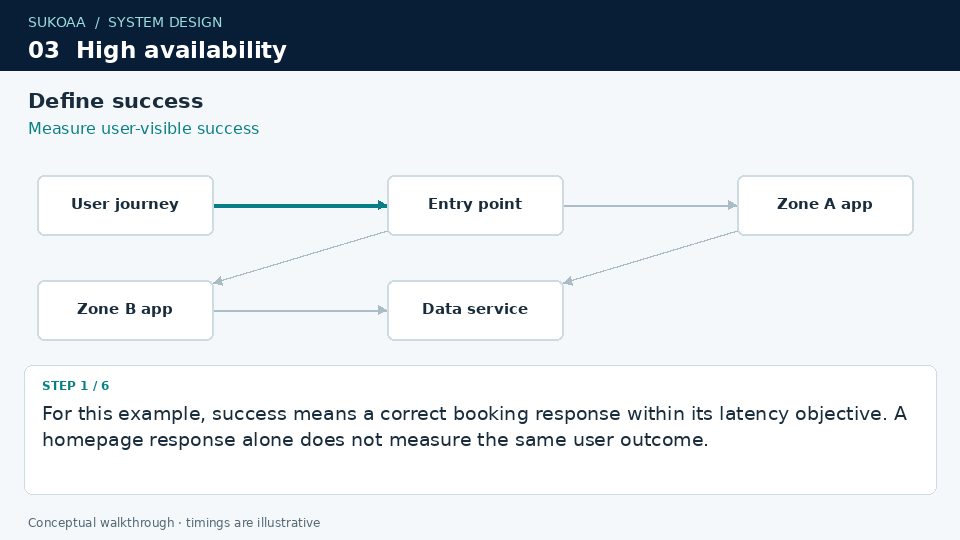 SUKOAA / SYSTEM DESIGN
03 High availability
Define success
Measure user-visible success
User journey
Entry point
Zone A app
Zone B app
Data service
STEP 1 / 6
For this example, success means a correct booking response within its latency objective. A
homepage response alone does not measure the same user outcome.
Conceptual walkthrough · timings are illustrative